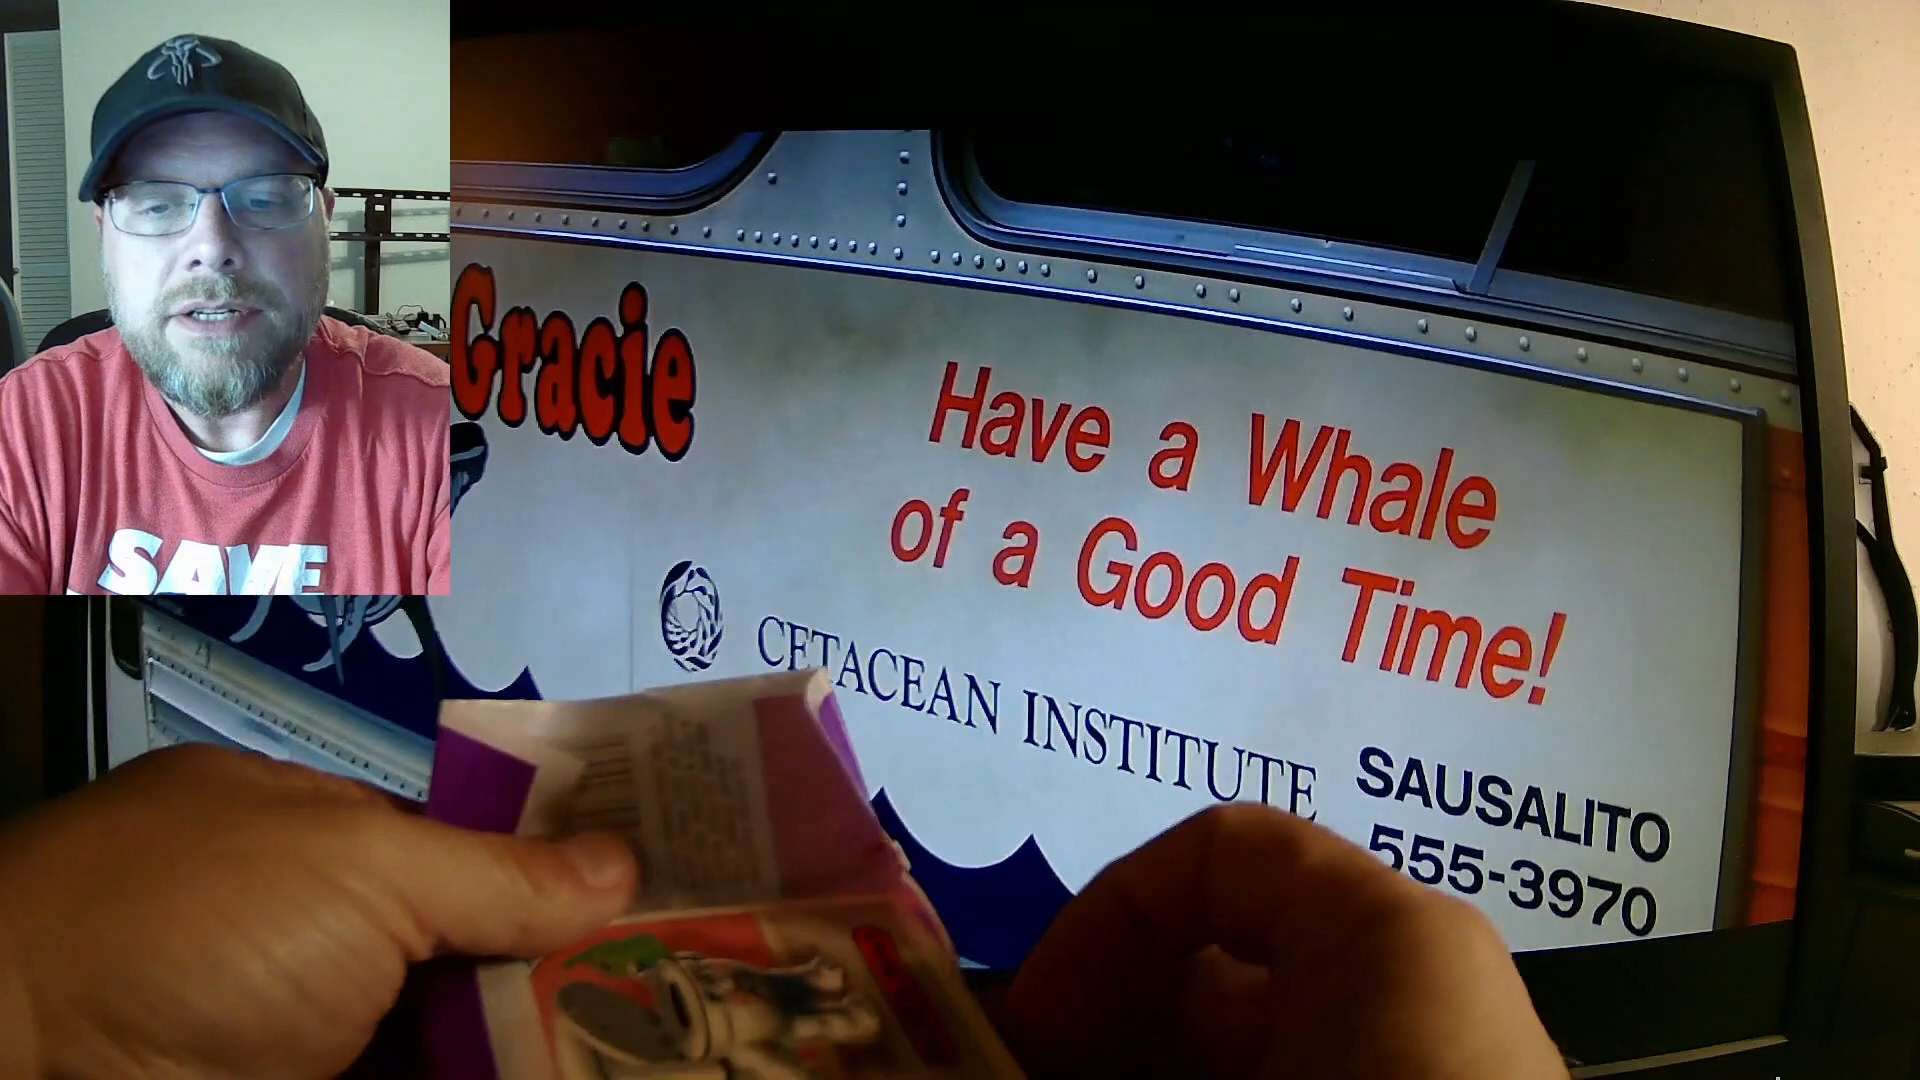 SAVE
Gracie
Have a Whale
of a Good Time!
CETACEAN INSTITUTE
SAUSALITO
555-3970